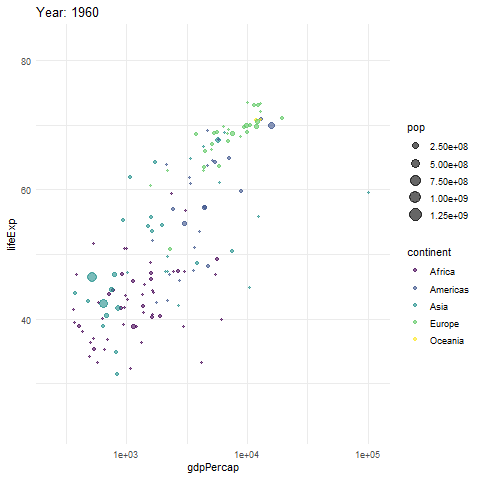 Year: 1960
80
60
40
lifeExp
1e+03
1e+04
1e+05
gdpPercap
pop
2.50e+08
5.00e+08
7.50e+08
1.00e+09
1.25e+09
continent
Africa
Americas
Asia
Europe
Oceania